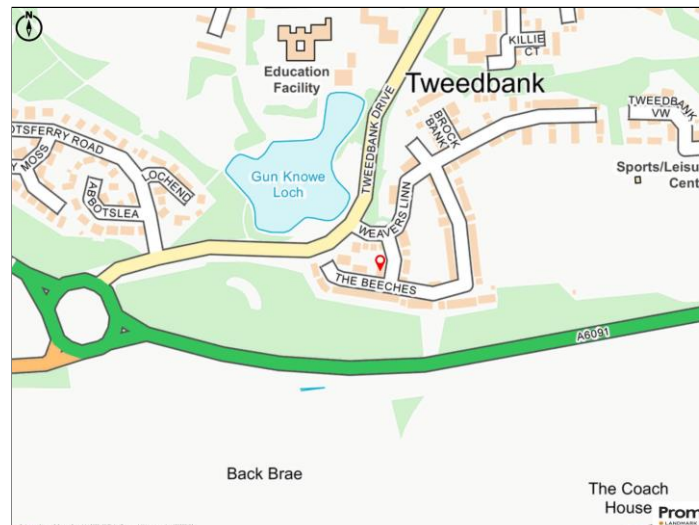 N
KILLIE
CT
Education
Facility
Tweedbank
TWEEDBANK
VW
TWEEDBANK DRIVE
BROCK
BANK
OTSFERRY ROAD
Y MOSS
LOCHEND
ABBOTSLEA
Gun Knowe
Loch
Sports/Leisu
Cent
WEAVERS LINN
THE BEECHES
A6091
Back Brae
The Coach
House
Prom
LANDMARK